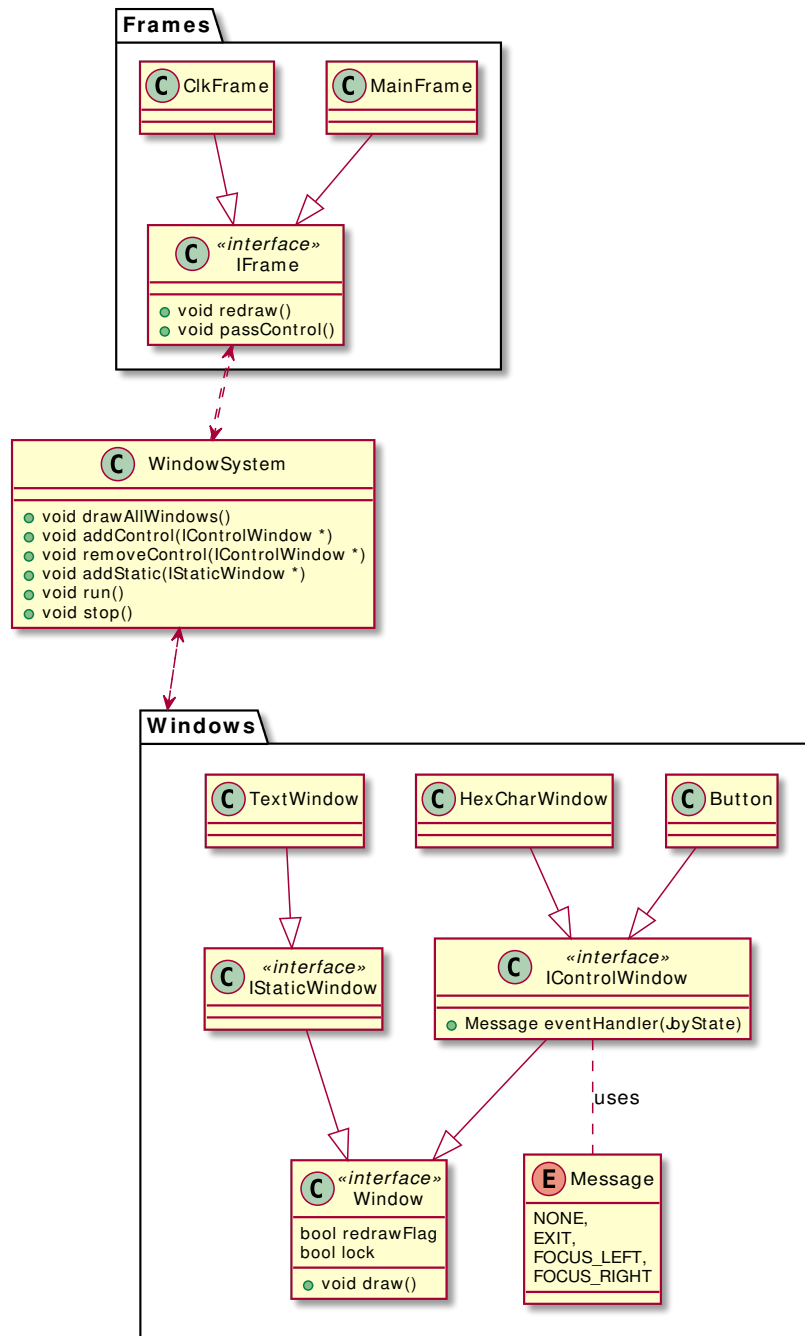 Frames
C ClkFrame
C MainFrame
C «interface»
IFrame
void redraw()
void passControl()
C WindowSystem
void drawAllWindows()
void addControl(IControlWindow *)
void removeControl(IControlWindow *)
void addStatic(IStaticWindow *)
void run()
void stop()
Windows
C TextWindow
C HexCharWindow
C Button
C «interface»
IStaticWindow
C «interface»
IControlWindow
Message eventHandler(JoyState)
uses
C «interface»
Window
bool redrawFlag
bool lock
void draw()
E Message
NONE,
EXIT,
FOCUS_LEFT,
FOCUS_RIGHT